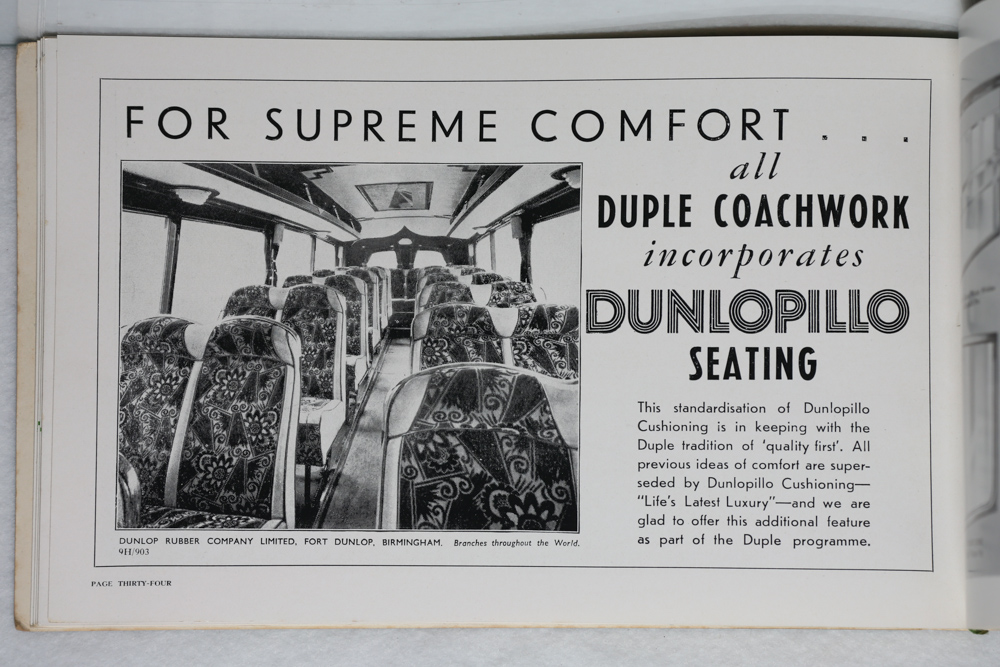 FOR SUPREME COMFORT . . .
all
DUPLE COACHWORK
incorporates
DUNLOPILLO
SEATING
This standardisation of Dunlopillo
Cushioning is in keeping with the
Duple tradition of 'quality first'. All
previous ideas of comfort are super-
seded by Dunlopillo Cushioning—
"Life's Latest Luxury"—and we are
glad to offer this additional feature
as part of the Duple programme.
DUNLOP RUBBER COMPANY LIMITED, FORT DUNLOP, BIRMINGHAM. Branches throughout the World.
9H/903
PAGE THIRTY-FOUR